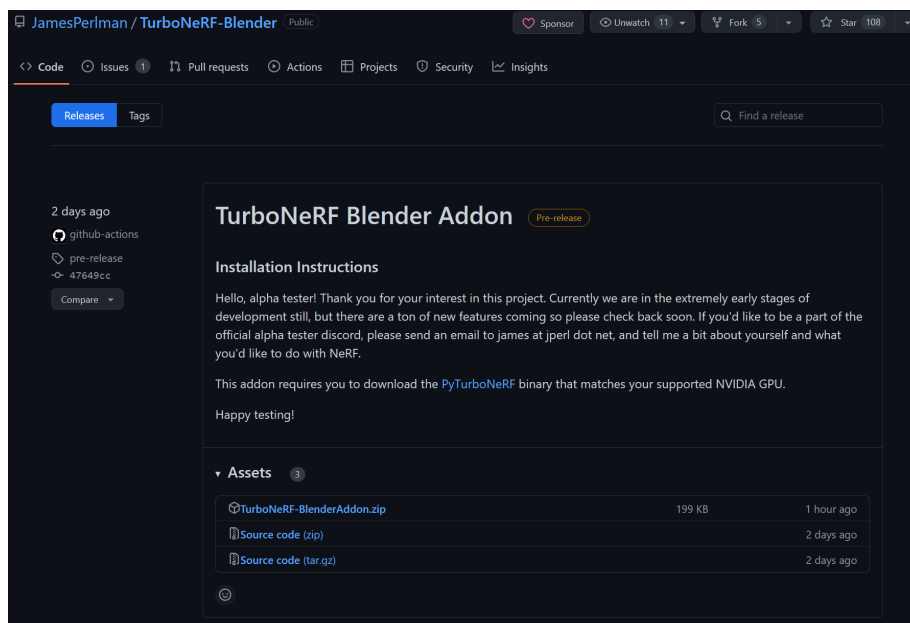 JamesPerlman / TurboNeRF-Blender Public
Sponsor
Unwatch 11
Fork 5
Star 108
Code
Issues 1
Pull requests
Actions
Projects
Security
Insights
Releases
Tags
Find a release
2 days ago
github-actions
pre-release
47649cc
Compare
TurboNeRF Blender Addon Pre-release
Installation Instructions
Hello, alpha tester! Thank you for your interest in this project. Currently we are in the extremely early stages of
development still, but there are a ton of new features coming so please check back soon. If you'd like to be a part of the
official alpha tester discord, please send an email to james at jperl dot net, and tell me a bit about yourself and what
you'd like to do with NeRF.
This addon requires you to download the PyTurboNeRF binary that matches your supported NVIDIA GPU.
Happy testing!
Assets 3
TurboNeRF-BlenderAddon.zip 199 KB 1 hour ago
Source code (zip) 2 days ago
Source code (tar.gz) 2 days ago